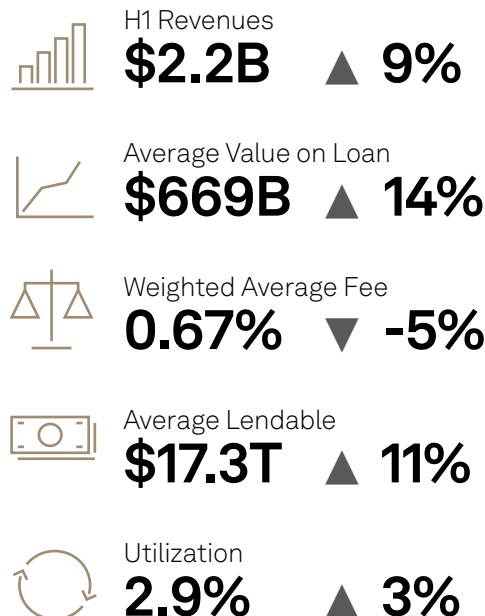 H1 Revenues
$2.2B ▲ 9%
Average Value on Loan
$669B ▲ 14%
Weighted Average Fee
0.67% ▼ -5%
Average Lendable
$17.3T ▲ 11%
Utilization
2.9% ▲ 3%